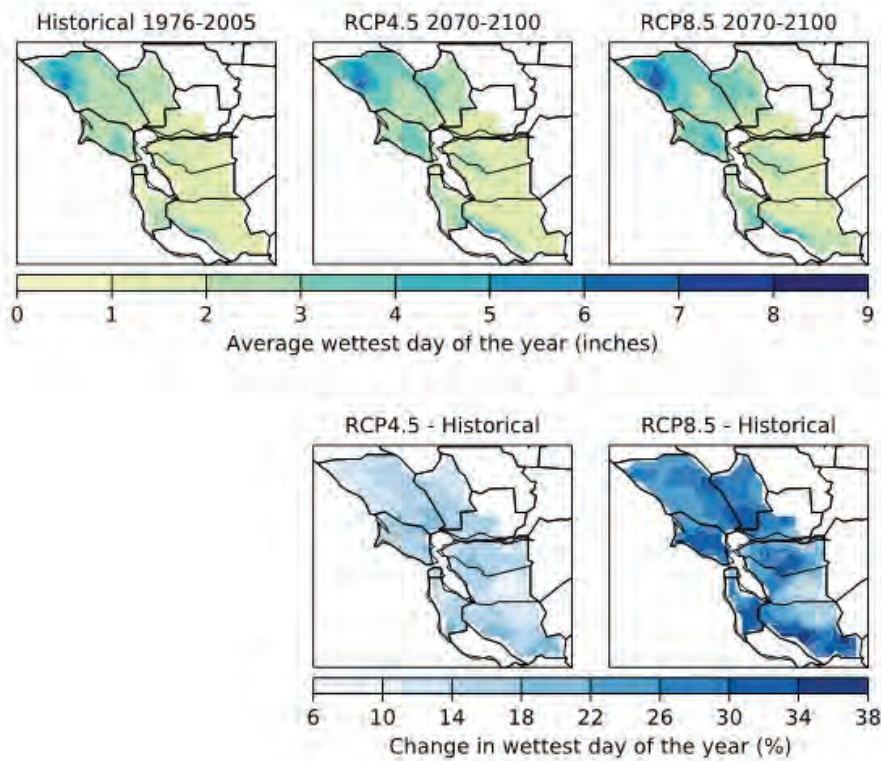 Historical 1976-2005 RCP4.5 2070-2100 RCP8.5 2070-2100
0 1 2 3 4 5 6 7 8 9
Average wettest day of the year (inches)
RCP4.5 - Historical RCP8.5 - Historical
6 10 14 18 22 26 30 34 38
Change in wettest day of the year (%)